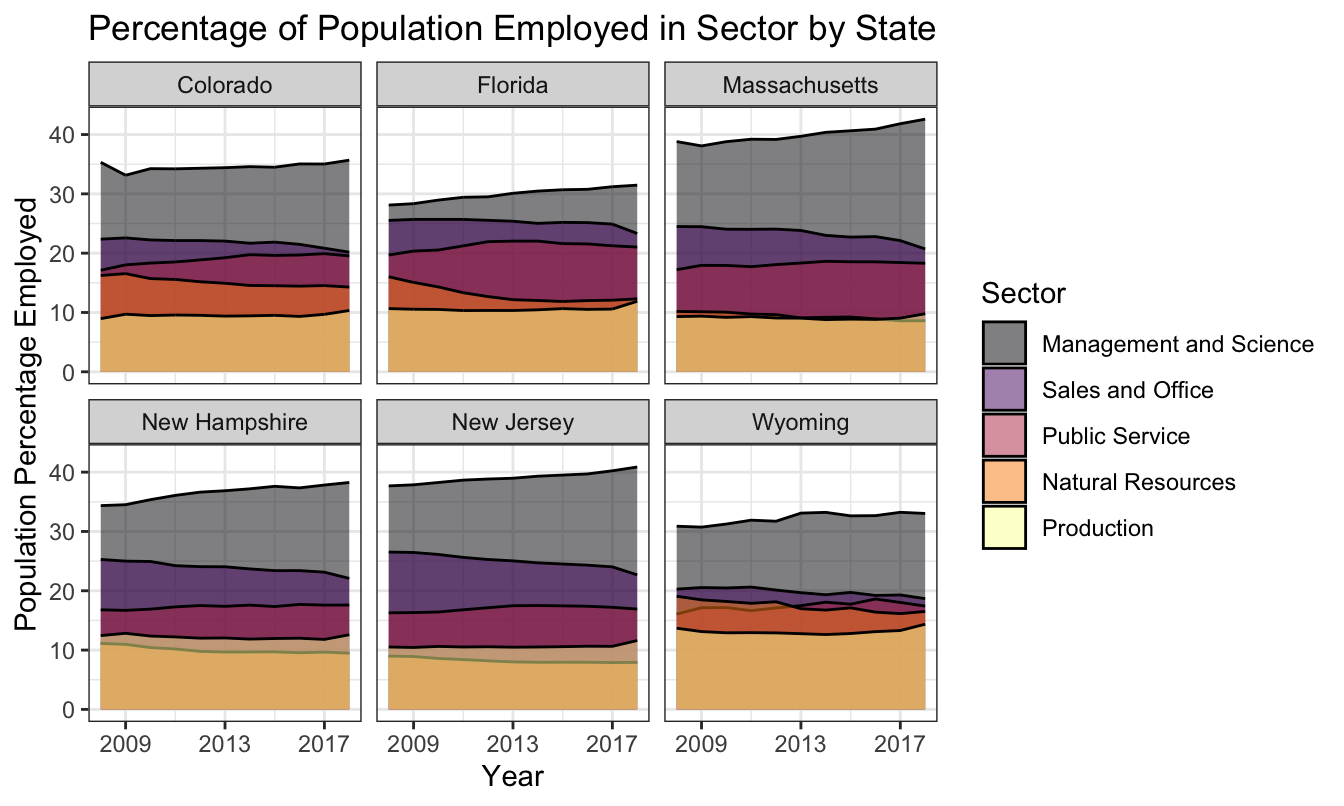 Percentage of Population Employed in Sector by State
Colorado
Florida
Massachusetts
40
30
20
10
0
New Hampshire
New Jersey
Wyoming
40
30
20
10
0
2009
2013
2017
2009
2013
2017
2009
2013
2017
Year
Population Percentage Employed
Sector
Management and Science
Sales and Office
Public Service
Natural Resources
Production